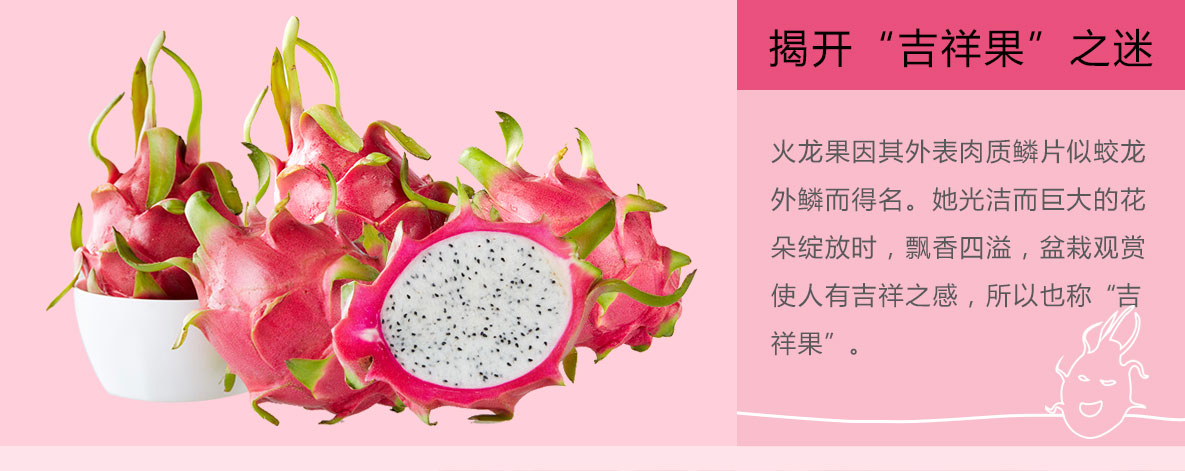 揭开“吉祥果”之迷
火龙果因其外表肉质鳞片似蛟龙
外鳞而得名。她光洁而巨大的花
朵绽放时，飘香四溢，盆栽观赏
使人有吉祥之感，所以也称“吉
祥果”。